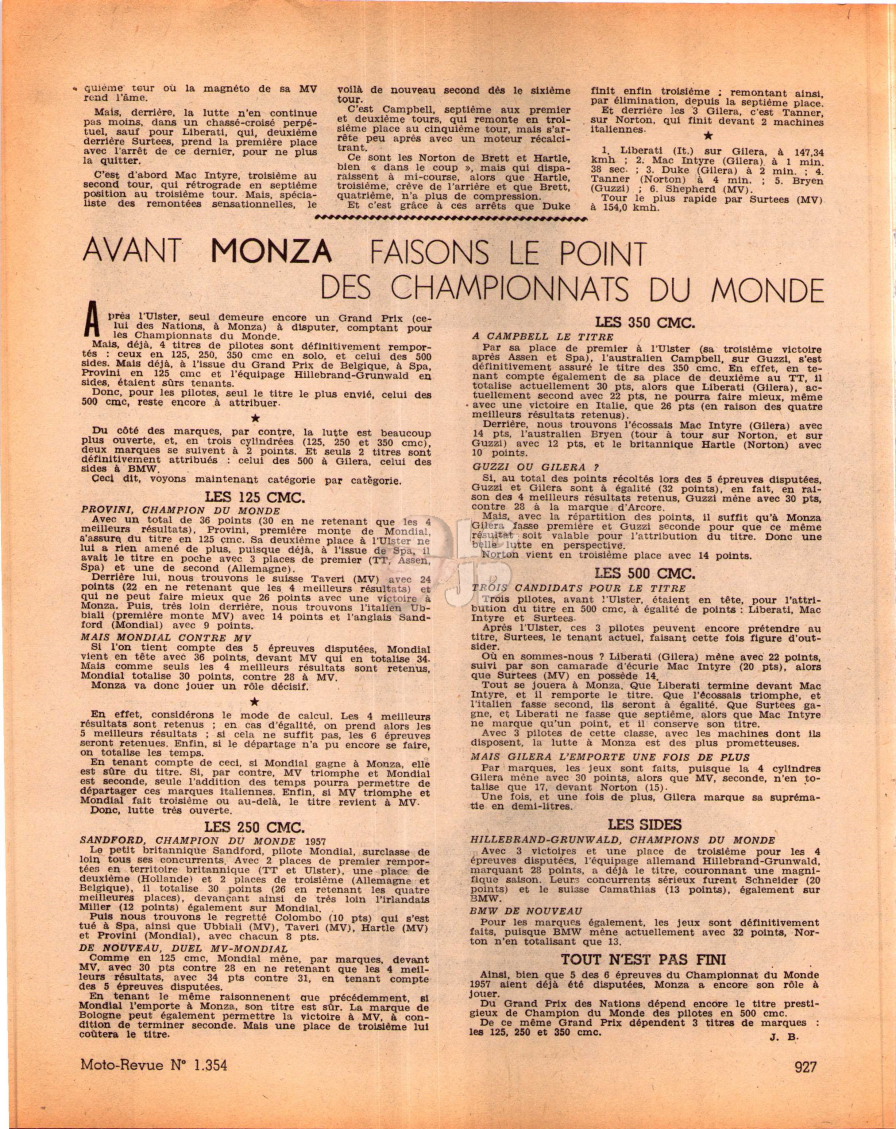 quième tour où la magnéto de sa MV
rend l'âme.
Mais, derrière, la lutte n'en continue
pas moins, dans un chassé-croisé perpé-
tuel, sauf pour Liberati, qui, deuxième
derrière Surtees, prend la première place
avec l'arrêt de ce dernier, pour ne plus
la quitter.
C'est d'abord Mac Intyre, troisième au
second tour, qui rétrograde en septième
position au troisième tour. Mais, spécia-
liste des remontées sensationnelles, le
voilà de nouveau second dès le sixième
tour.
C'est Campbell, septième aux premier
et deuxième tours, qui remonte en troi-
sième place au cinquième tour, mais s'ar-
rête peu après avec un moteur récalci-
trant.
Ce sont les Norton de Brett et Hartle,
bien « dans le coup », mais qui dispa-
raissent à mi-course, alors que Hartle,
troisième, crève de l'arrière et que Brett,
quatrième, n'a plus de compression.
Et c'est grâce à ces arrêts que Duke
finit enfin troisième ; remontant ainsi,
par élimination, depuis la septième place.
Et derrière les 3 Gilera, c'est Tanner,
sur Norton, qui finit devant 2 machines
italiennes.
★
1. Liberati (It.) sur Gilera, à 147,34
kmh ; 2. Mac Intyre (Gilera) à 1 min.
38 sec. ; 3. Duke (Gilera) à 2 min. ; 4.
Tanner (Norton) à 4 min. ; 5. Bryen
(Guzzi) ; 6. Shepherd (MV).
Tour le plus rapide par Surtees (MV)
à 154,0 kmh.
AVANT MONZA FAISONS LE POINT
DES CHAMPIONNATS DU MONDE
Après l'Ulster, seul demeure encore un Grand Prix (ce-
lui des Nations, à Monza) à disputer, comptant pour
les Championnats du Monde.
Mais, déjà, 4 titres de pilotes sont définitivement rempor-
tés : ceux en 125, 250, 350 cmc en solo, et celui des 500
sides. Mais déjà, à l'issue du Grand Prix de Belgique, à Spa,
Provini en 125 cmc et l'équipage Hillebrand-Grunwald en
sides, étaient sûrs tenants.
Donc, pour les pilotes, seul le titre le plus envié, celui des
500 cmc, reste encore à attribuer.
★
Du côté des marques, par contre, la lutte est beaucoup
plus ouverte, et, en trois cylindrées (125, 250 et 350 cmc),
deux marques se suivent à 2 points. Et seuls 2 titres sont
définitivement attribués : celui des 500 à Gilera, celui des
sides à BMW.
Ceci dit, voyons maintenant catégorie par catégorie.
LES 125 CMC.
PROVINI, CHAMPION DU MONDE
Avec un total de 36 points (30 en ne retenant que les 4
meilleurs résultats), Provini, première monte de Mondial,
a'ssurq du titre en 125 cmc. Sa deuxième place à l'Ulster ne
lui a rien amené de plus, puisque déjà, à l'issue de Spa, il
avait le titre en poche avec 3 places de premier (TT, Assen,
Spa) et une de second (Allemagne).
Derrière lui, nous trouvons le suisse Taveri (MV) avec 24
points (22 en ne retenant que les 4 meilleurs résultats) et
qui ne peut faire mieux que 26 points avec une victoire à
Monza. Puis, très loin derrière, nous trouvons l'italien Ub-
biali (première monte MV) avec 14 points et l'anglais Sand-
ford (Mondial) avec 9 points.
MAIS MONDIAL CONTRE MV
Si l'on tient compte des 5 épreuves disputées, Mondial
vient en tête avec 36 points, devant MV qui en totalise 34.
Mais comme seuls les 4 meilleurs résultats sont retenus,
Mondial totalise 30 points, contre 28 à MV.
Monza va donc jouer un rôle décisif.
★
En effet, considérons le mode de calcul. Les 4 meilleurs
résultats sont retenus ; en cas d'égalité, on prend alors les
5 meilleurs résultats ; si cela ne suffit pas, les 6 épreuves
seront retenues. Enfin, si le départage n'a pu encore se faire,
on totalise les temps.
En tenant compte de ceci, si Mondial gagne à Monza, elle
est sûre du titre. Si, par contre, MV triomphe et Mondial
est seconde, seule l'addition des temps pourra permettre de
départager ces marques italiennes. Enfin, si MV triomphe et
Mondial fait troisième ou au-delà, le titre revient à MV.
Donc, lutte très ouverte.
LES 250 CMC.
SANDFORD, CHAMPION DU MONDE 1957
Le petit britannique Sandford, pilote Mondial, surclasse de
loin tous ses concurrents. Avec 2 places de premier rempor-
tées en territoire britannique (TT et Ulster), une place de
deuxième (Hollande) et 2 places de troisième (Allemagne et
Belgique), il totalise 30 points (26 en retenant les quatre
meilleures places), devançant ainsi de très loin l'irlandais
Miller (12 points) également sur Mondial.
Puis nous trouvons le regretté Colombo (10 pts) qui s'est
tué à Spa, ainsi que Ubbiali (MV), Taveri (MV), Hartle (MV)
et Provini (Mondial), avec chacun 8 pts.
DE NOUVEAU, DUEL MV-MONDIAL
Comme en 125 cmc, Mondial mène, par marques, devant
MV, avec 30 pts contre 28 en ne retenant que les 4 meil-
leurs résultats, avec 34 pts contre 31, en tenant compte
des 5 épreuves disputées.
En tenant le même raisonnenent que précédemment, si
Mondial l'emporte à Monza, son titre est sûr. La marque de
Bologne peut également permettre la victoire à MV, à con-
dition de terminer seconde. Mais une place de troisième lui
coûtera le titre.
LES 350 CMC.
A CAMPBELL LE TITRE
Par sa place de premier à l'Ulster (sa troisième victoire
après Assen et Spa), l'australien Campbell, sur Guzzi, s'est
définitivement assuré le titre des 350 cmc. En effet, en te-
nant compte également de sa place de deuxième au TT, il
totalise actuellement 30 pts, alors que Liberati (Gilera), ac-
tuellement second avec 22 pts, ne pourra faire mieux, même
avec une victoire en Italie, que 26 pts (en raison des quatre
meilleurs résultats retenus).
Derrière, nous trouvons l'écossais Mac Intyre (Gilera) avec
14 pts, l'australien Bryen (tour à tour sur Norton, et sur
Guzzi) avec 12 pts, et le britannique Hartle (Norton) avec
10 points.
GUZZI OU GILERA ?
Si, au total des points récoltés lors des 5 épreuves disputées,
Guzzi et Gilera sont à égalité (32 points), en fait, en rai-
son des 4 meilleurs résultats retenus, Guzzi mène avec 30 pts,
contre 28 à la marque d'Arcore.
Mais, avec la répartition des points, il suffit qu'à Monza
Gilera fasse première et Guzzi seconde pour que ce même
résultat soit valable pour l'attribution du titre. Donc une
belle lutte en perspective.
Norton vient en troisième place avec 14 points.
LES 500 CMC.
TROIS CANDIDATS POUR LE TITRE
Trois pilotes, avant l'Ulster, étaient en tête, pour l'attri-
bution du titre en 500 cmc, à égalité de points : Liberati, Mac
Intyre et Surtees.
Après l'Ulster, ces 3 pilotes peuvent encore prétendre au
titre, Surtees, le tenant actuel, faisant cette fois figure d'out-
sider.
Où en sommes-nous ? Liberati (Gilera) mène avec 22 points,
suivi par son camarade d'écurie Mac Intyre (20 pts), alors
que Surtees (MV) en possède 14.
Tout se jouera à Monza. Que Liberati termine devant Mac
Intyre, et il remporte le titre. Que l'écossais triomphe, et
l'italien fasse second, ils seront à égalité. Que Surtees ga-
gne, et Liberati ne fasse que septième, alors que Mac Intyre
ne marque qu'un point, et il conserve son titre.
Avec 3 pilotes de cette classe, avec les machines dont ils
disposent, la lutte à Monza est des plus prometteuses.
MAIS GILERA L'EMPORTE UNE FOIS DE PLUS
Par marques, les jeux sont faits, puisque la 4 cylindres
Gilera mène avec 30 points, alors que MV, seconde, n'en to-
talise que 17, devant Norton (15).
Une fois, et une fois de plus, Gilera marque sa supréma-
tie en demi-litres.
LES SIDES
HILLEBRAND-GRUNWALD, CHAMPIONS DU MONDE
Avec 3 victoires et une place de troisième pour les 4
épreuves disputées, l'équipage allemand Hillebrand-Grunwald,
marquant 28 points, a déjà le titre, couronnant une magni-
fique saison. Leurs concurrents sérieux furent Schneider (20
points) et le suisse Camathias (13 points), également sur
BMW.
BMW DE NOUVEAU
Pour les marques également, les jeux sont définitivement
faits, puisque BMW mène actuellement avec 32 points, Nor-
ton n'en totalisant que 13.
TOUT N'EST PAS FINI
Ainsi, bien que 5 des 6 épreuves du Championnat du Monde
1957 aient déjà été disputées, Monza a encore son rôle à
jouer.
Du Grand Prix des Nations dépend encore le titre presti-
gieux de Champion du Monde des pilotes en 500 cmc.
De ce même Grand Prix dépendent 3 titres de marques :
les 125, 250 et 350 cmc.
J. B.
Moto-Revue N° 1.354
927